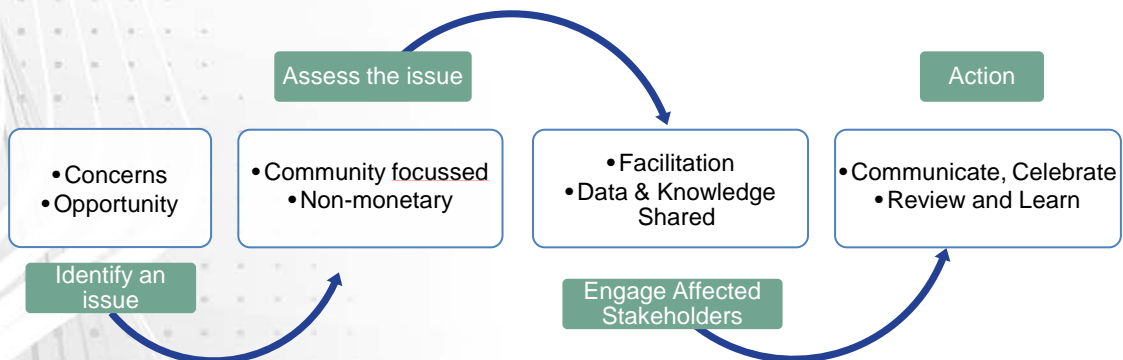 Identify an
issue
• Concerns
• Opportunity
Assess the issue
• Community focussed
• Non-monetary
Engage Affected
Stakeholders
• Facilitation
• Data & Knowledge
Shared
Action
• Communicate, Celebrate
• Review and Learn